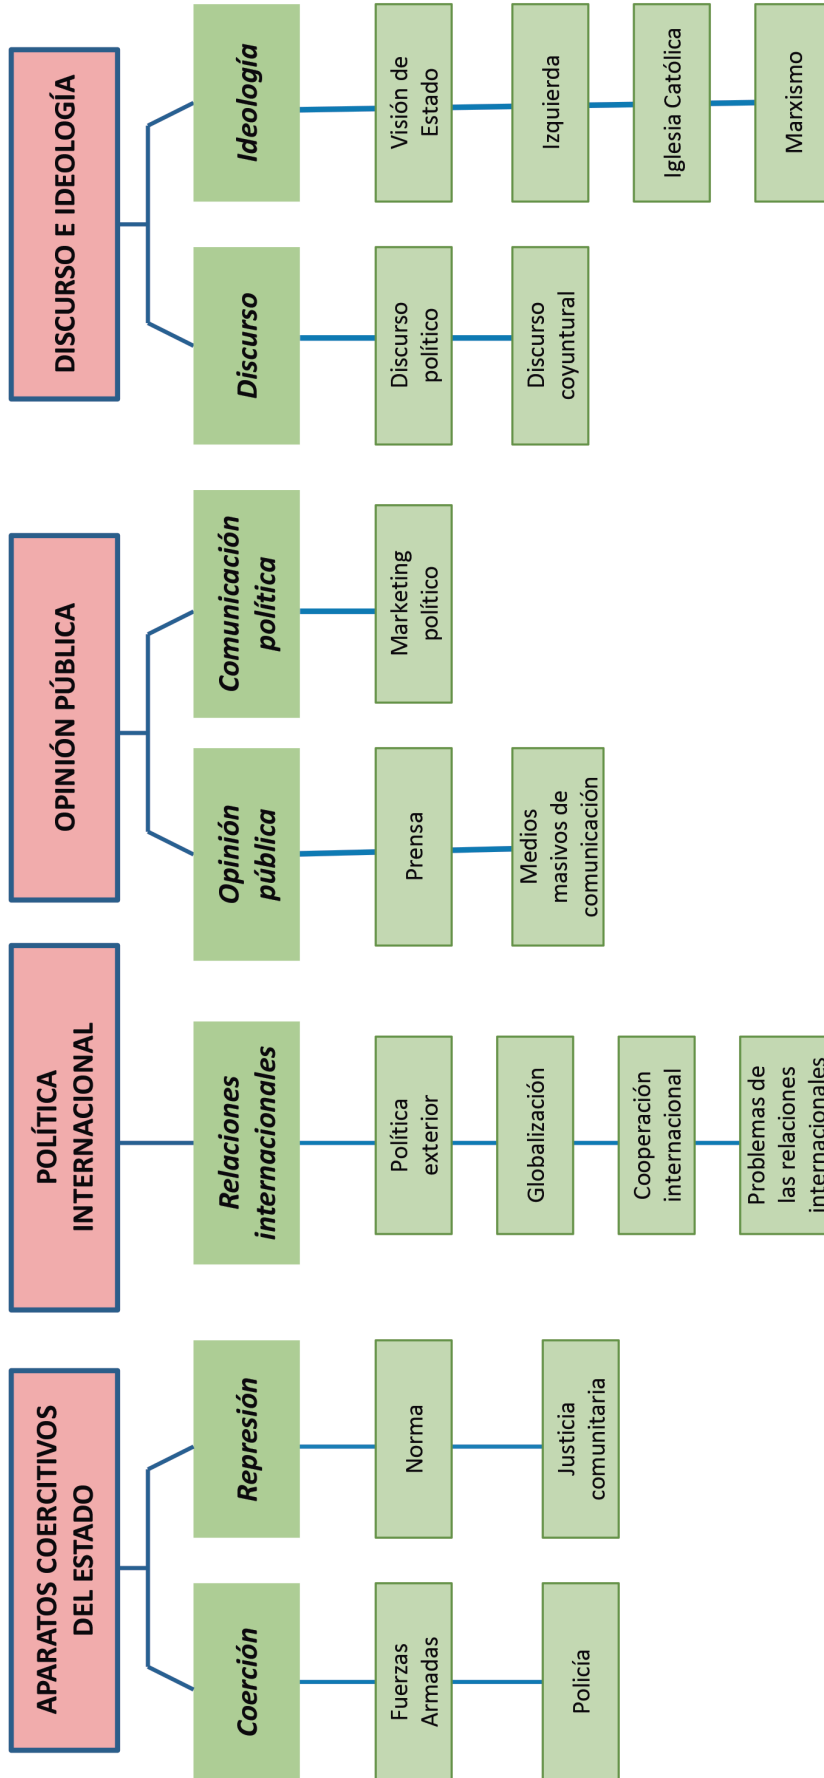 APARATOS COERCITIVOS
DEL ESTADO
Coerción
Fuerzas
Armadas
Policía
Represión
Norma
Justicia
comunitaria
POLÍTICA
INTERNACIONAL
Relaciones
internacionales
Política
exterior
Globalización
Cooperación
internacional
Problemas de
las relaciones
internacionales
OPINIÓN PÚBLICA
Opinión
pública
Prensa
Medios
masivos de
comunicación
Comunicación
política
Marketing
político
DISCURSO E IDEOLOGÍA
Discurso
Discurso
político
Discurso
coyuntural
Ideología
Visión de
Estado
Izquierda
Iglesia Católica
Marxismo